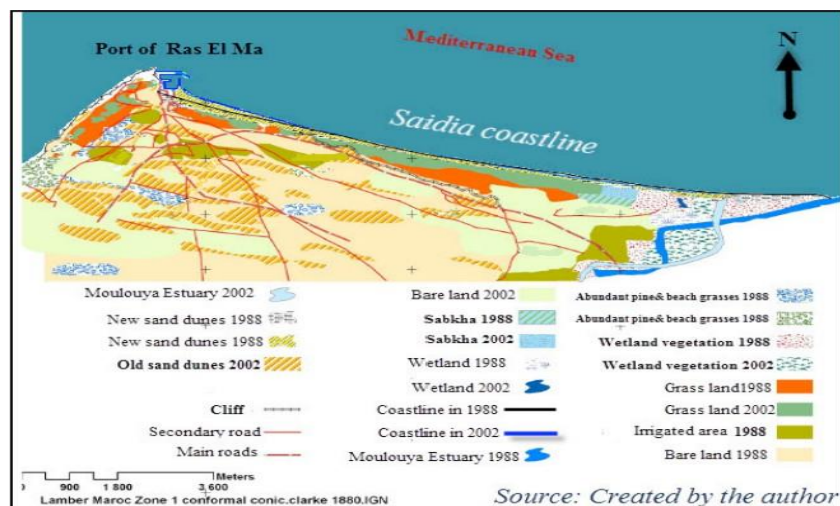 Port of Ras El Ma
Mediterranean Sea
N
Saidia coastline
Moulouya Estuary 2002
Bare land 2002
Abundant pine& beach grasses 1988
New sand dunes 1988
Sabkha 1988
Abundant pine& beach grasses 1988
New sand dunes 1988
Sabkha 2002
Wetland vegetation 1988
Old sand dunes 2002
Wetland 1988
Wetland vegetation 2002
Wetland 2002
Grass land1988
Cliff
Coastline in 1988
Grass land 2002
Secondary road
Coastline in 2002
Irrigated area 1988
Main roads
Moulouya Estuary 1988
Bare land 1988
Meters
0 900 1 800 3,600
Lamber Maroc Zone 1 conformal conic.clarke 1880.IGN
Source: Created by the author